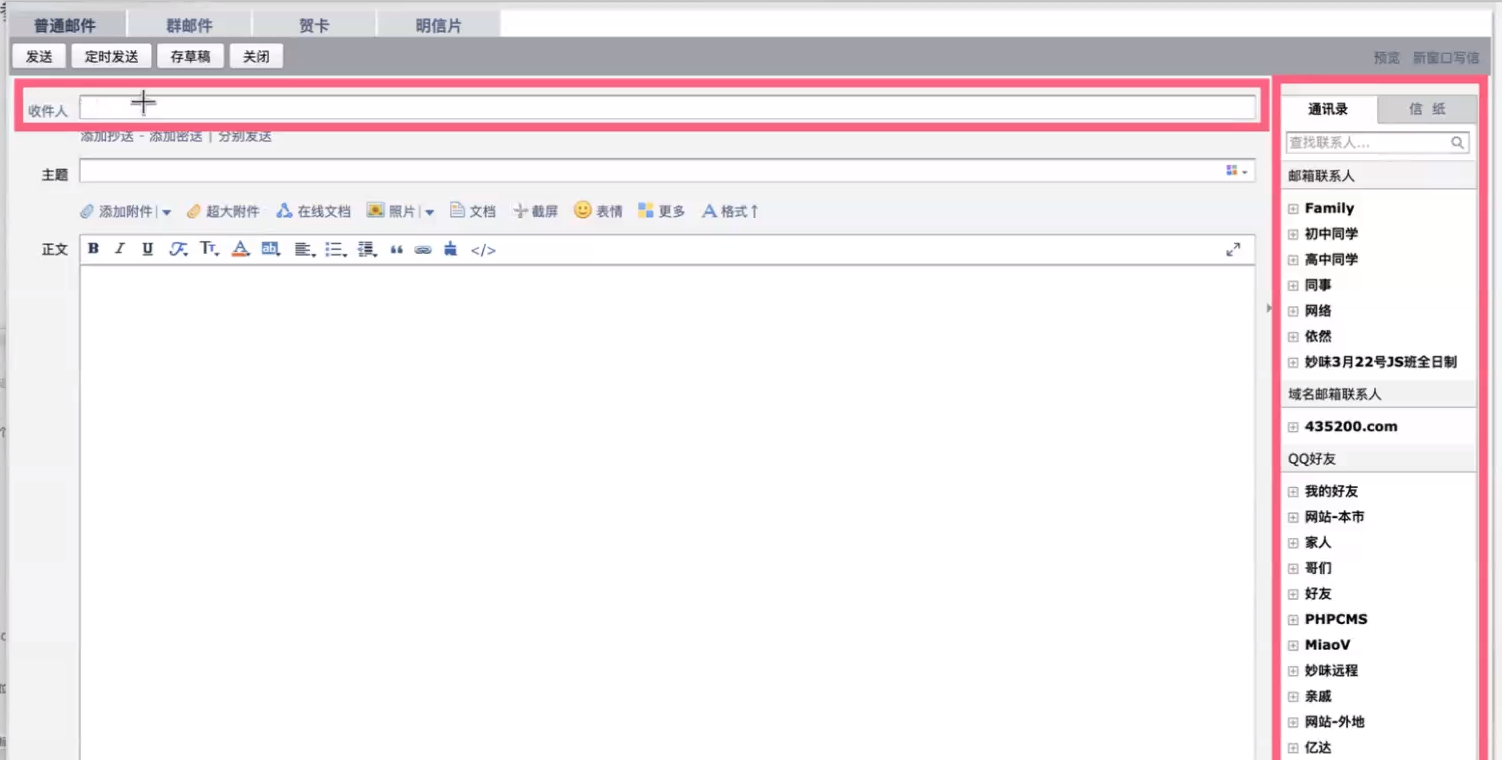 普通邮件 群邮件 贺卡 明信片
发送 定时发送 存草稿 关闭 预览 新窗口写信
收件人
添加抄送 - 添加密送 | 分别发送
主题
添加附件 | 超大附件 在线文档 照片 | 文档 截屏 表情 更多 格式↑
正文 B I U </>
通讯录 信 纸
查找联系人...
邮箱联系人
Family
初中同学
高中同学
同事
网络
依然
妙味3月22号JS班全日制
域名邮箱联系人
435200.com
QQ好友
我的好友
网站-本市
家人
哥们
好友
PHPCMS
MiaoV
妙味远程
亲戚
网站-外地
亿达